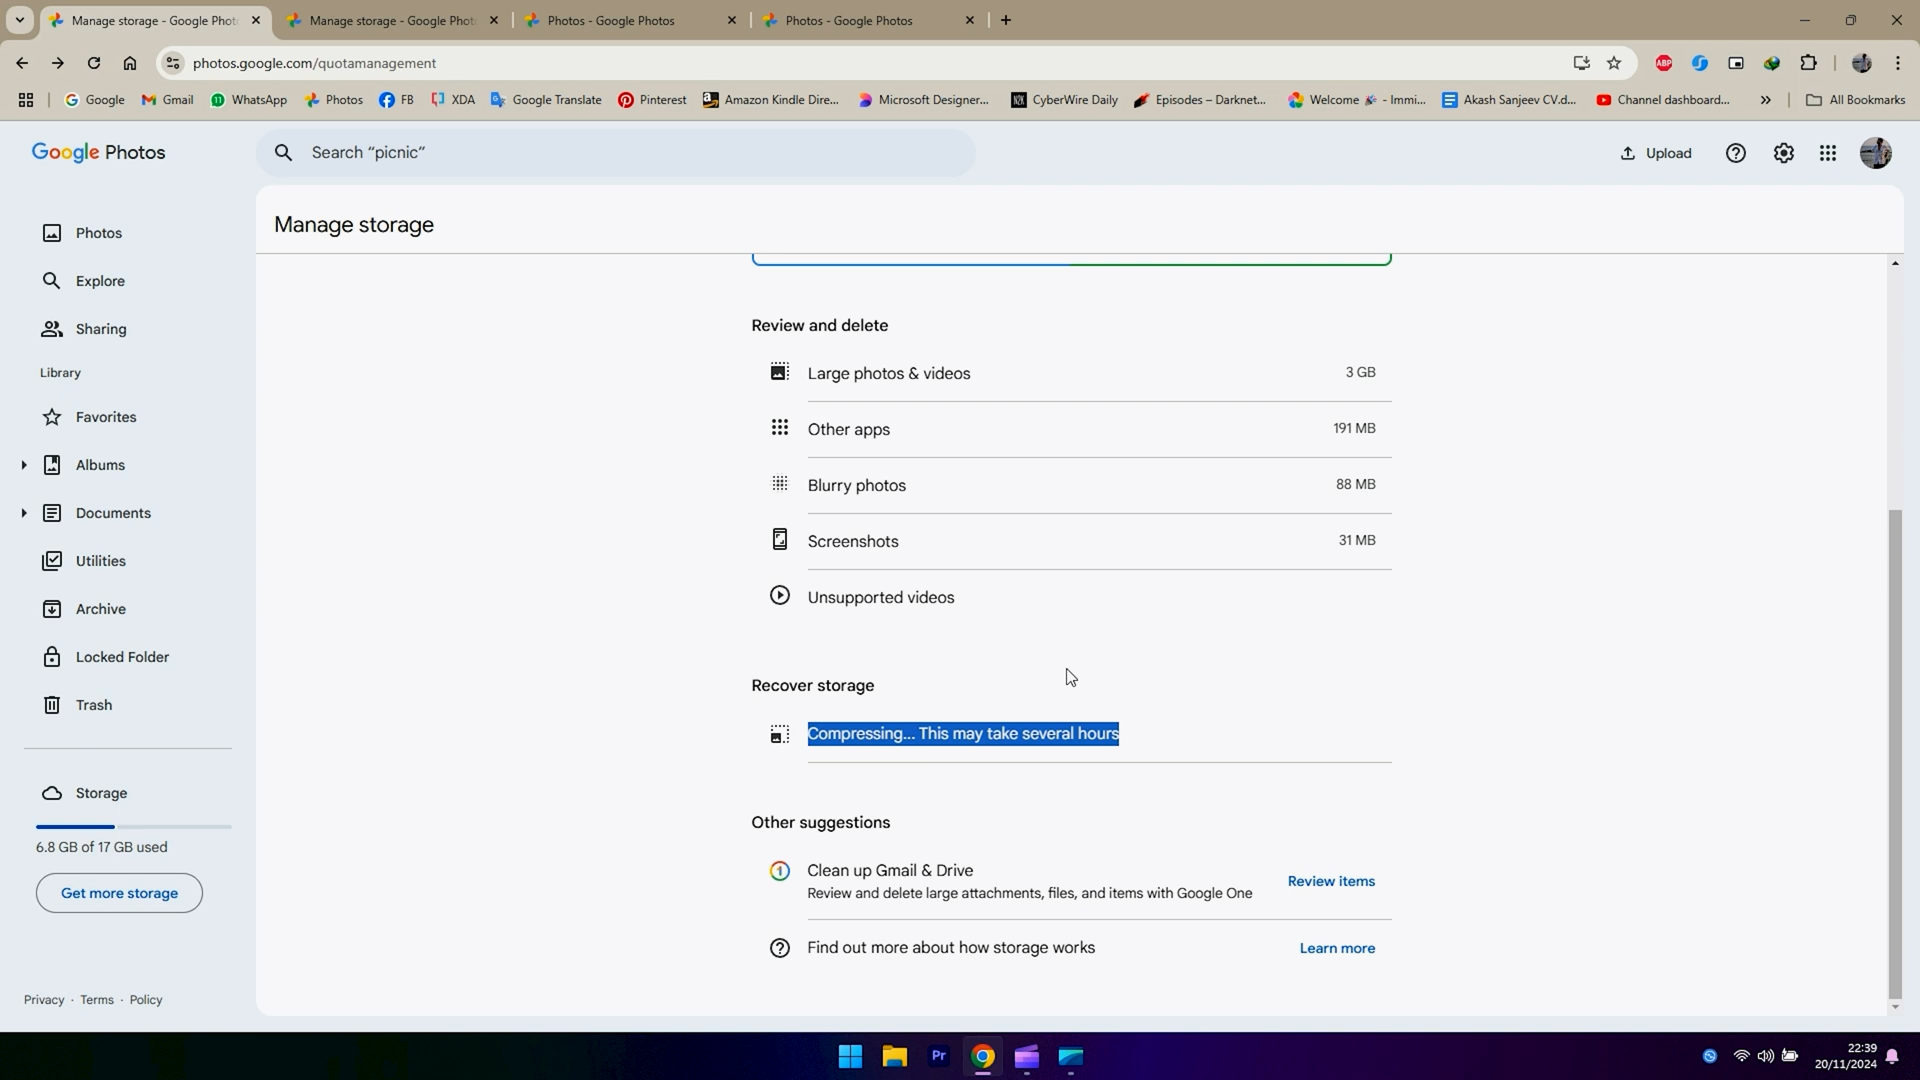 Manage storage - Google Phot
Manage storage - Google Phot
Photos - Google Photos
Photos - Google Photos
photos.google.com/quotamanagement
ABP
Google
Gmail
11
WhatsApp
Photos
FB
XDA
Google Translate
Pinterest
Amazon Kindle Dire...
Microsoft Designer...
N2K
CyberWire Daily
Episodes – Darknet...
Welcome 🎉 - Immi...
Akash Sanjeev CV.d...
Channel dashboard...
All Bookmarks
Google Photos
Search “picnic”
Upload
Manage storage
Photos
Explore
Sharing
Library
Favorites
Albums
Documents
Utilities
Archive
Locked Folder
Trash
Storage
6.8 GB of 17 GB used
Get more storage
Privacy · Terms · Policy
Review and delete
Large photos & videos 3 GB
Other apps 191 MB
Blurry photos 88 MB
Screenshots 31 MB
Unsupported videos
Recover storage
Compressing... This may take several hours
Other suggestions
1
Clean up Gmail & Drive
Review and delete large attachments, files, and items with Google One
Review items
Find out more about how storage works
Learn more
Pr
22:39
20/11/2024